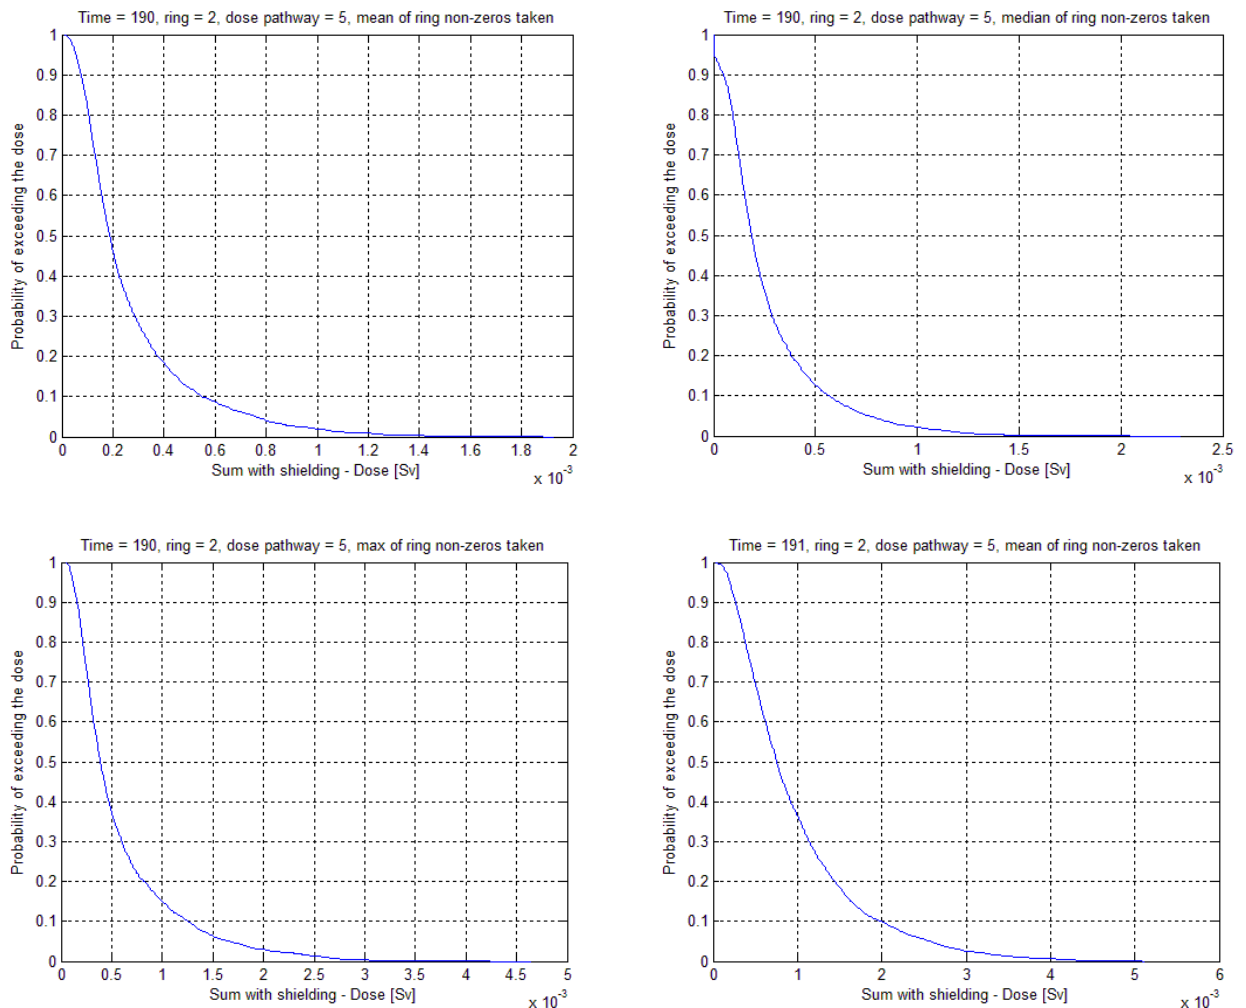 Time = 190, ring = 2, dose pathway = 5, mean of ring non-zeros taken
1
0.9
0.8
0.7
0.6
0.5
0.4
0.3
0.2
0.1
0
Probability of exceeding the dose
0 0.2 0.4 0.6 0.8 1 1.2 1.4 1.6 1.8 2
Sum with shielding - Dose [Sv]
x 10-3
Time = 190, ring = 2, dose pathway = 5, median of ring non-zeros taken
1
0.9
0.8
0.7
0.6
0.5
0.4
0.3
0.2
0.1
0
Probability of exceeding the dose
0 0.5 1 1.5 2 2.5
Sum with shielding - Dose [Sv]
x 10-3
Time = 190, ring = 2, dose pathway = 5, max of ring non-zeros taken
1
0.9
0.8
0.7
0.6
0.5
0.4
0.3
0.2
0.1
0
Probability of exceeding the dose
0 0.5 1 1.5 2 2.5 3 3.5 4 4.5 5
Sum with shielding - Dose [Sv]
x 10-3
Time = 191, ring = 2, dose pathway = 5, mean of ring non-zeros taken
1
0.9
0.8
0.7
0.6
0.5
0.4
0.3
0.2
0.1
0
Probability of exceeding the dose
0 1 2 3 4 5 6
Sum with shielding - Dose [Sv]
x 10-3